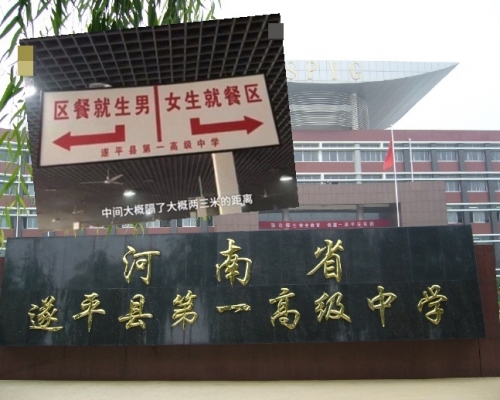 SPYG
区餐就生男 女生就餐区
遂平县第一高级中学
中间大概隔了大概两三米的距离
河南省
遂平县第一高级中学